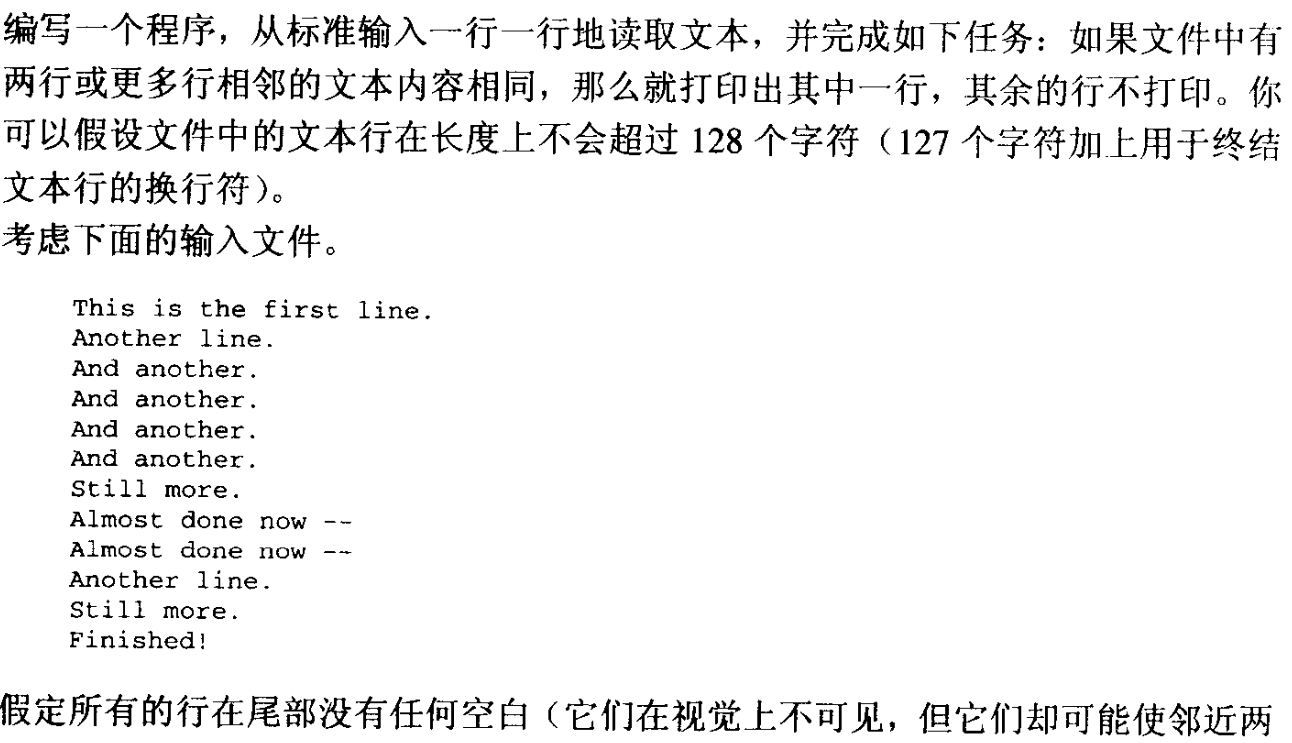 编写一个程序，从标准输入一行一行地读取文本，并完成如下任务：如果文件中有
两行或更多行相邻的文本内容相同，那么就打印出其中一行，其余的行不打印。你
可以假设文件中的文本行在长度上不会超过 128 个字符（127 个字符加上用于终结
文本行的换行符）。
考虑下面的输入文件。
This is the first line.
Another line.
And another.
And another.
And another.
And another.
Still more.
Almost done now --
Almost done now --
Another line.
Still more.
Finished!
假定所有的行在尾部没有任何空白（它们在视觉上不可见，但它们却可能使邻近两